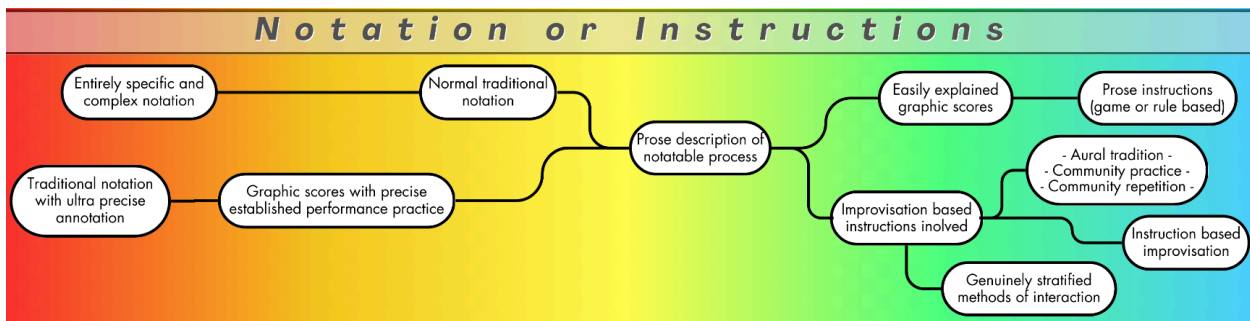 Notation or Instructions
Entirely specific and
complex notation
Normal traditional
notation
Easily explained
graphic scores
Prose instructions
(game or rule based)
Prose description of
notatable process
Traditional notation
with ultra precise
annotation
Graphic scores with precise
established performance practice
- Aural tradition -
- Community practice -
- Community repetition -
Improvisation based
instructions inolved
Instruction based
improvisation
Genuinely stratified
methods of interaction